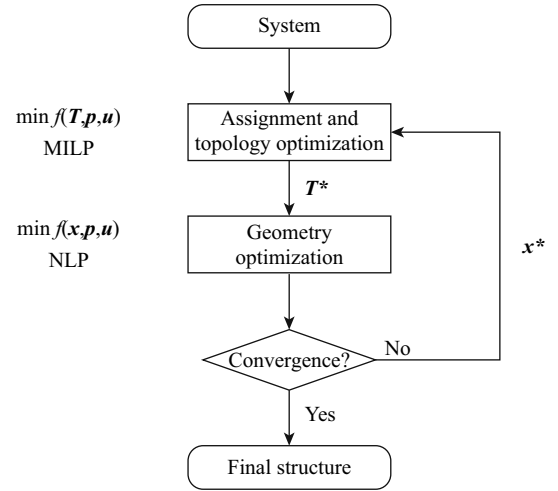 System
min f(T,p,u)
MILP
Assignment and
topology optimization
T*
min f(x,p,u)
NLP
Geometry
optimization
x*
Convergence?
No
Yes
Final structure